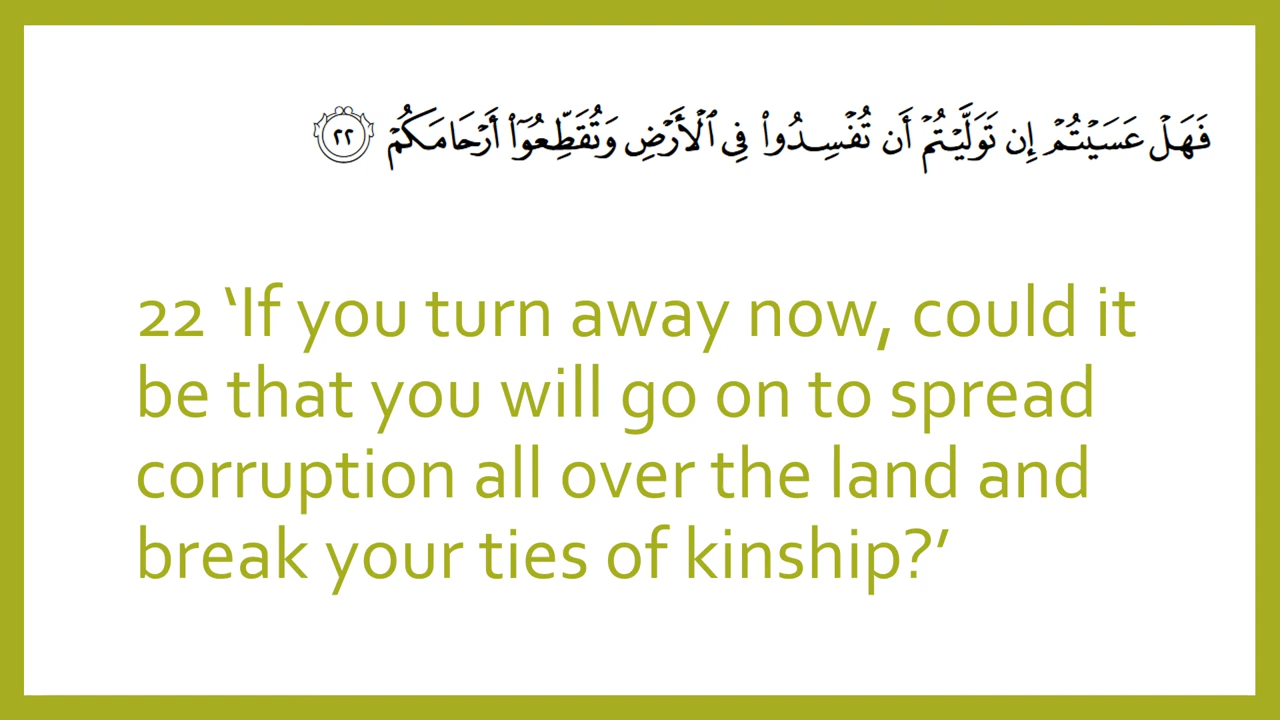 فَهَلْ عَسَيْتُمْ إِن تَوَلَّيْتُمْ أَن تُفْسِدُوا۟ فِى ٱلْأَرْضِ وَتُقَطِّعُوٓا۟ أَرْحَامَكُمْ ٢٢
22 ‘If you turn away now, could it
be that you will go on to spread
corruption all over the land and
break your ties of kinship?’